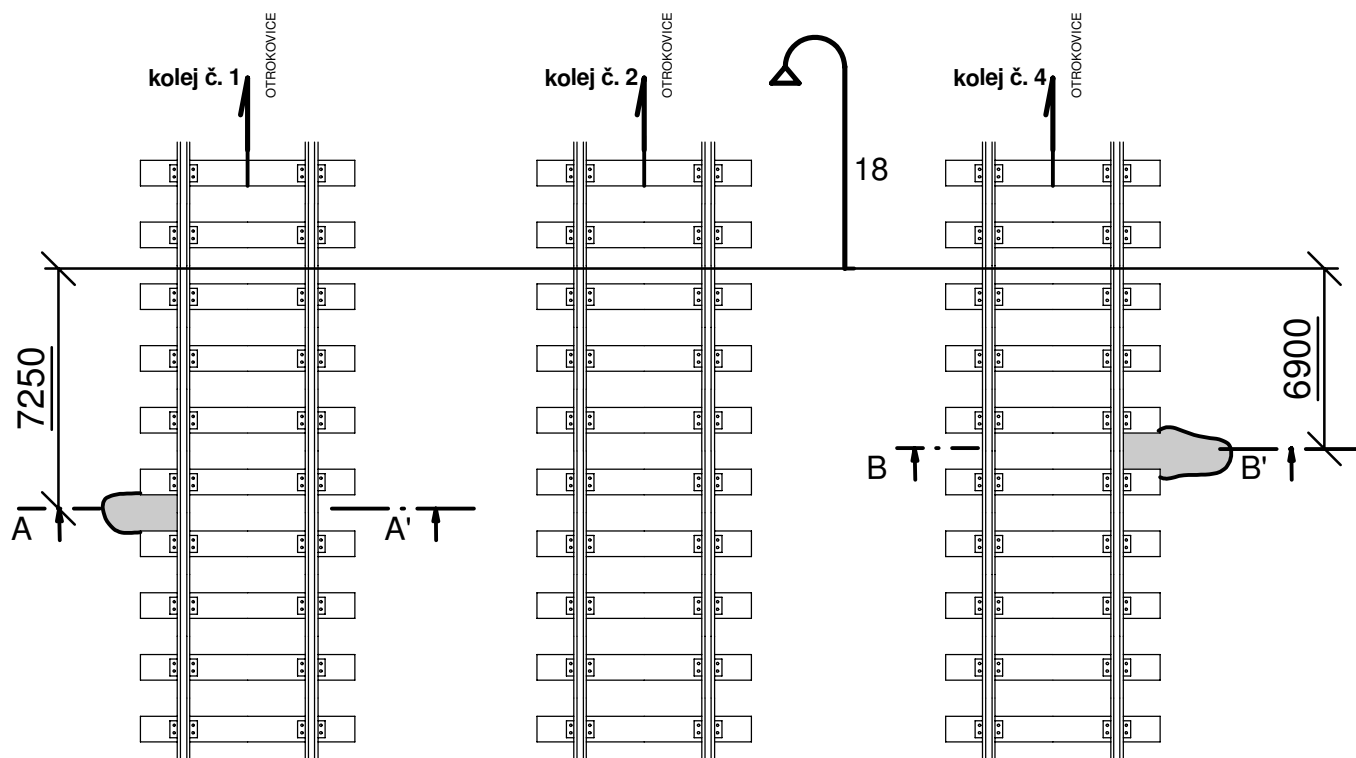 kolej č. 1
OTROKOVICE
kolej č. 2
OTROKOVICE
kolej č. 4
OTROKOVICE
18
7250
6900
A
A'
B
B'